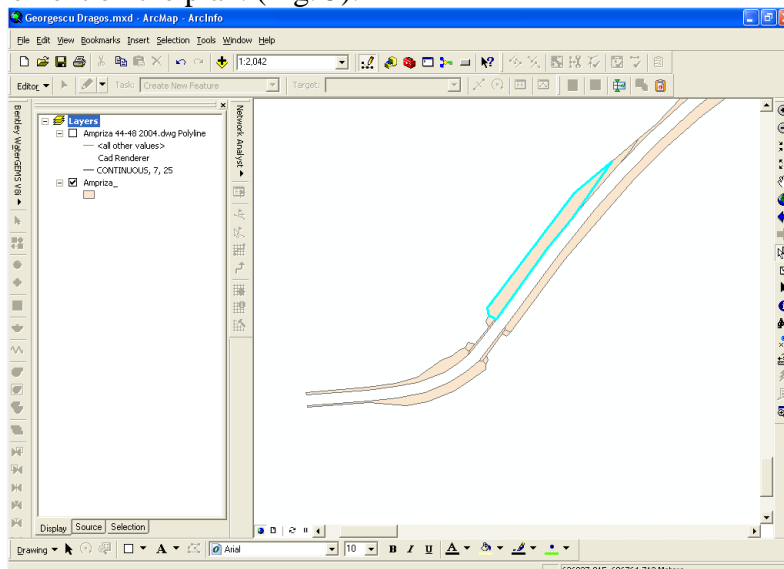 Georgescu Dragos.mxd - ArcMap - ArcInfo
File Edit View Bookmarks Insert Selection Tools Window Help
1:2,042
Editor Task: Create New Feature Target:
Bentley WaterGEMS V8i
Layers
Ampriza 44-48 2004.dwg Polyline
<all other values>
Cad Renderer
CONTINUOUS, 7, 25
Ampriza_
Network Analyst
Display Source Selection
Drawing A Arial 10 B I U A